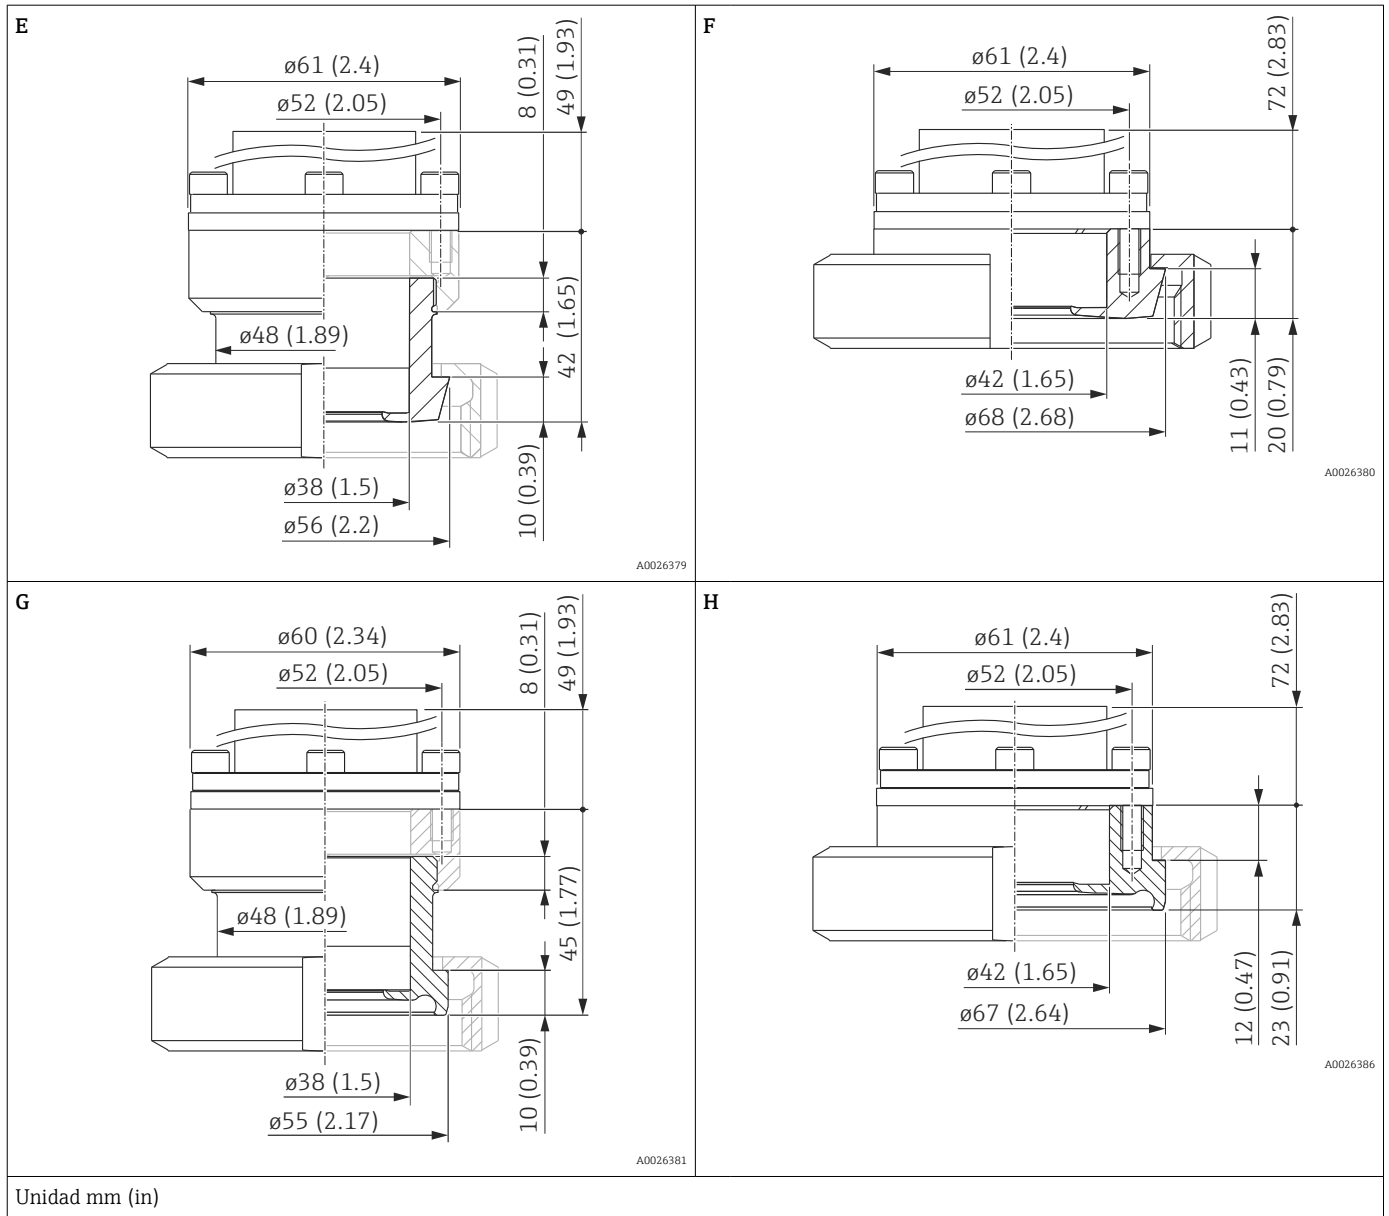 E
ø61 (2.4)
ø52 (2.05)
8 (0.31)
49 (1.93)
ø48 (1.89)
42 (1.65)
ø38 (1.5)
ø56 (2.2)
10 (0.39)
A0026379
F
ø61 (2.4)
ø52 (2.05)
72 (2.83)
ø42 (1.65)
ø68 (2.68)
11 (0.43)
20 (0.79)
A0026380
G
ø60 (2.34)
ø52 (2.05)
8 (0.31)
49 (1.93)
ø48 (1.89)
45 (1.77)
ø38 (1.5)
ø55 (2.17)
10 (0.39)
A0026381
H
ø61 (2.4)
ø52 (2.05)
72 (2.83)
ø42 (1.65)
ø67 (2.64)
12 (0.47)
23 (0.91)
A0026386
Unidad mm (in)